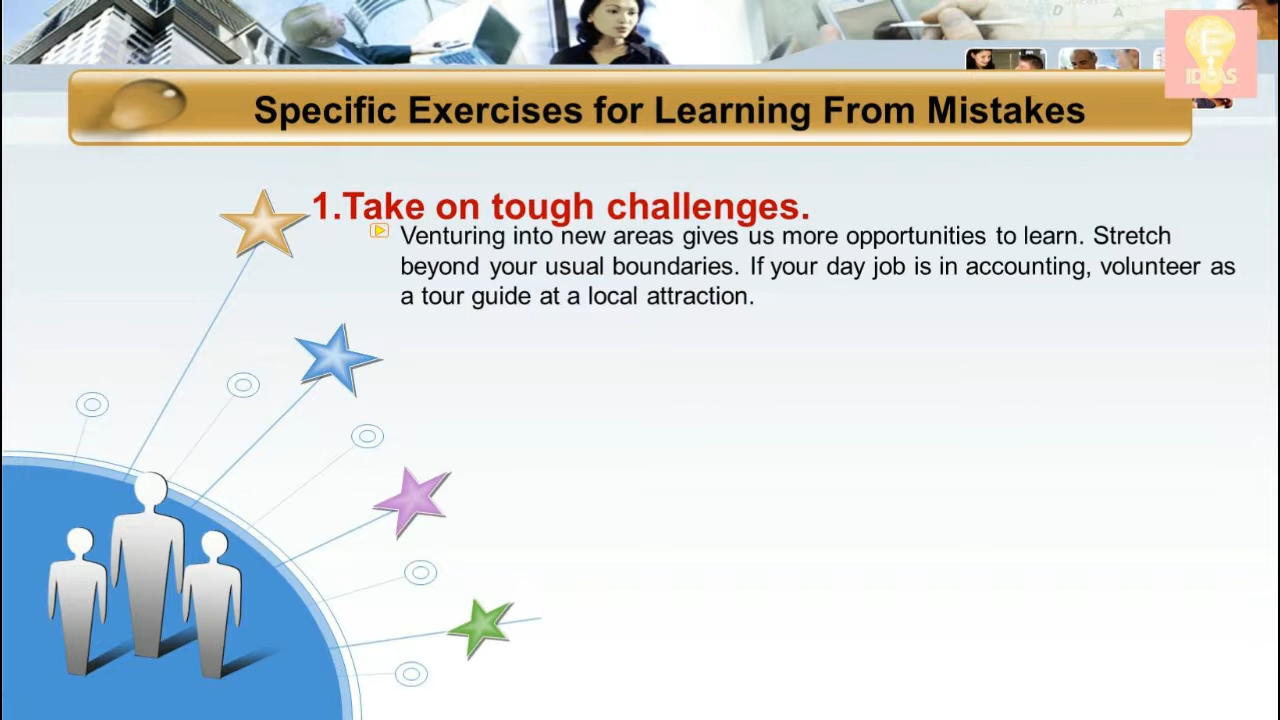 E
IDEAS
Specific Exercises for Learning From Mistakes
1.Take on tough challenges.
Venturing into new areas gives us more opportunities to learn. Stretch
beyond your usual boundaries. If your day job is in accounting, volunteer as
a tour guide at a local attraction.